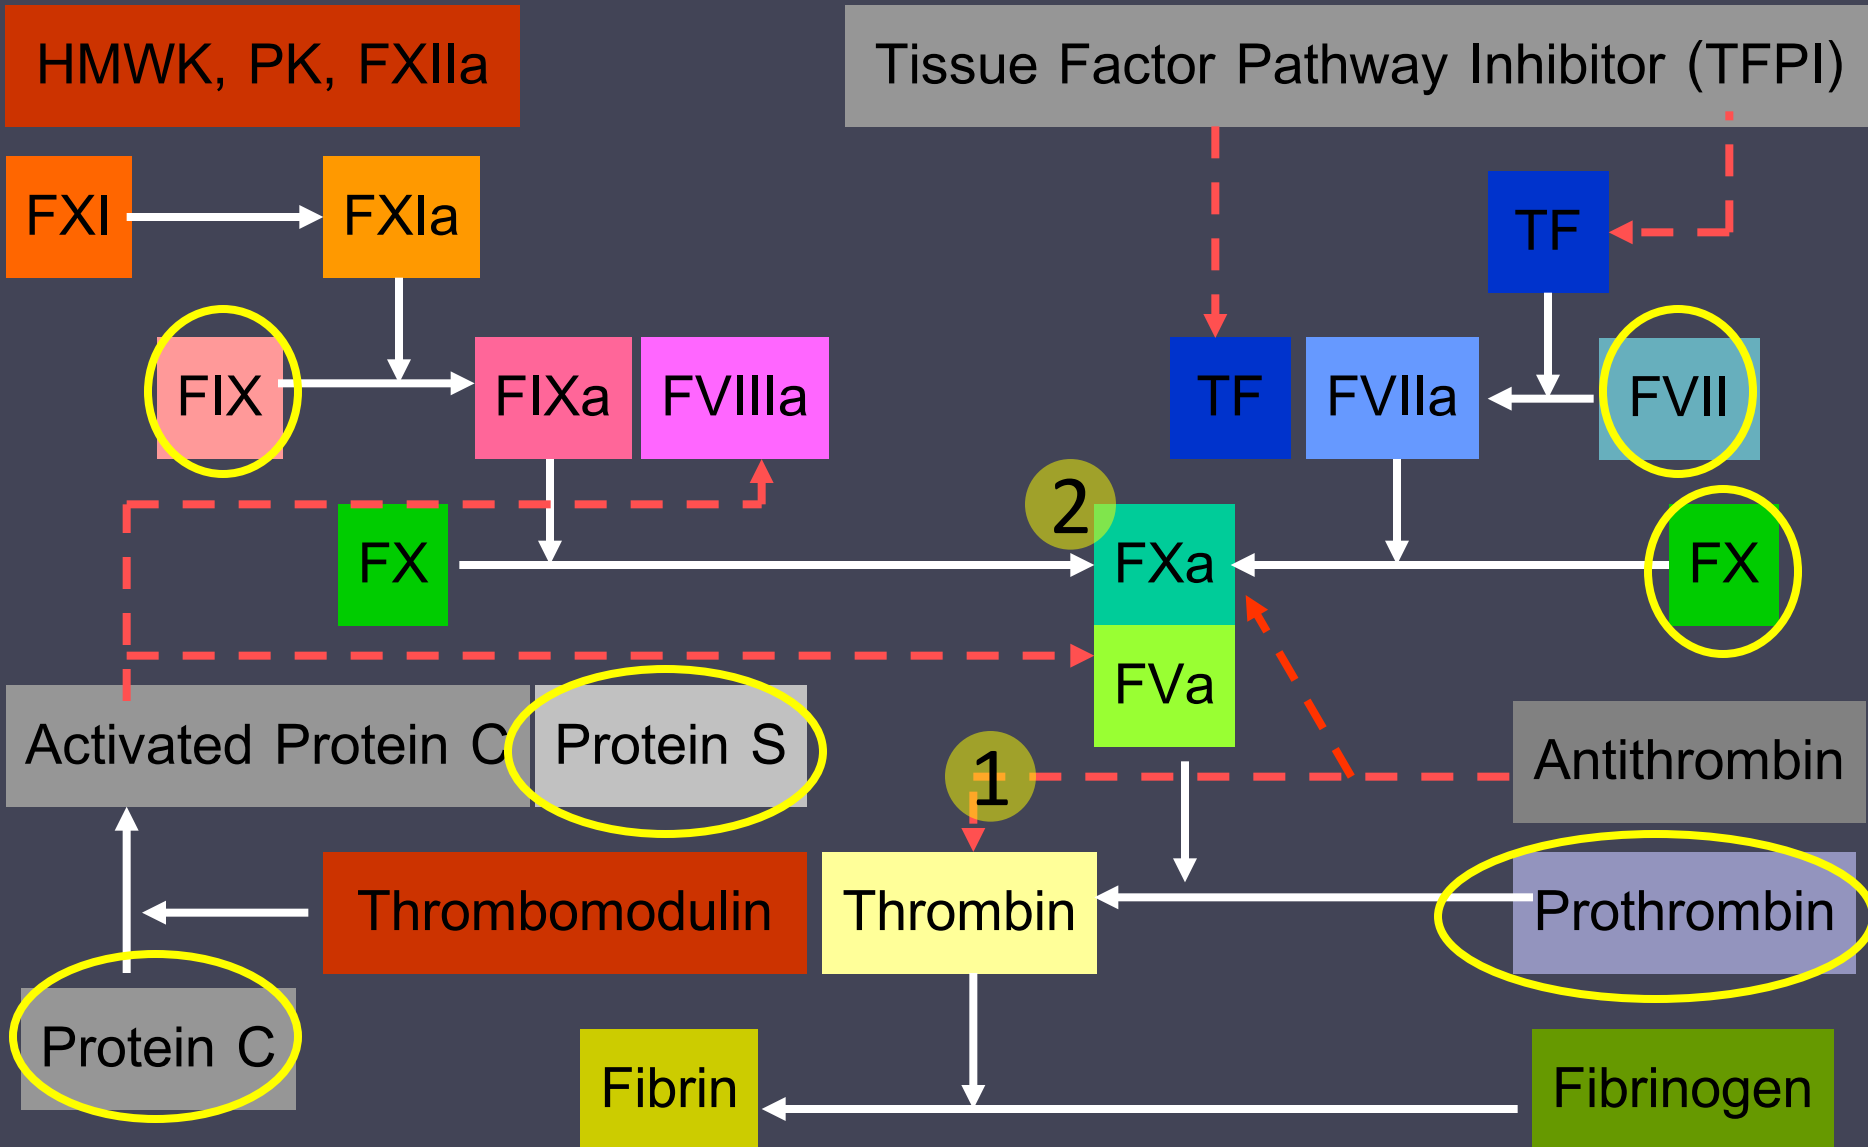 HMWK, PK, FXIIa
Tissue Factor Pathway Inhibitor (TFPI)
FXI
FXIa
TF
FIX
FIXa
FVIIIa
TF
FVIIa
FVII
2
FX
FXa
FX
FVa
Activated Protein C
Protein S
1
Antithrombin
Thrombomodulin
Thrombin
Prothrombin
Protein C
Fibrin
Fibrinogen